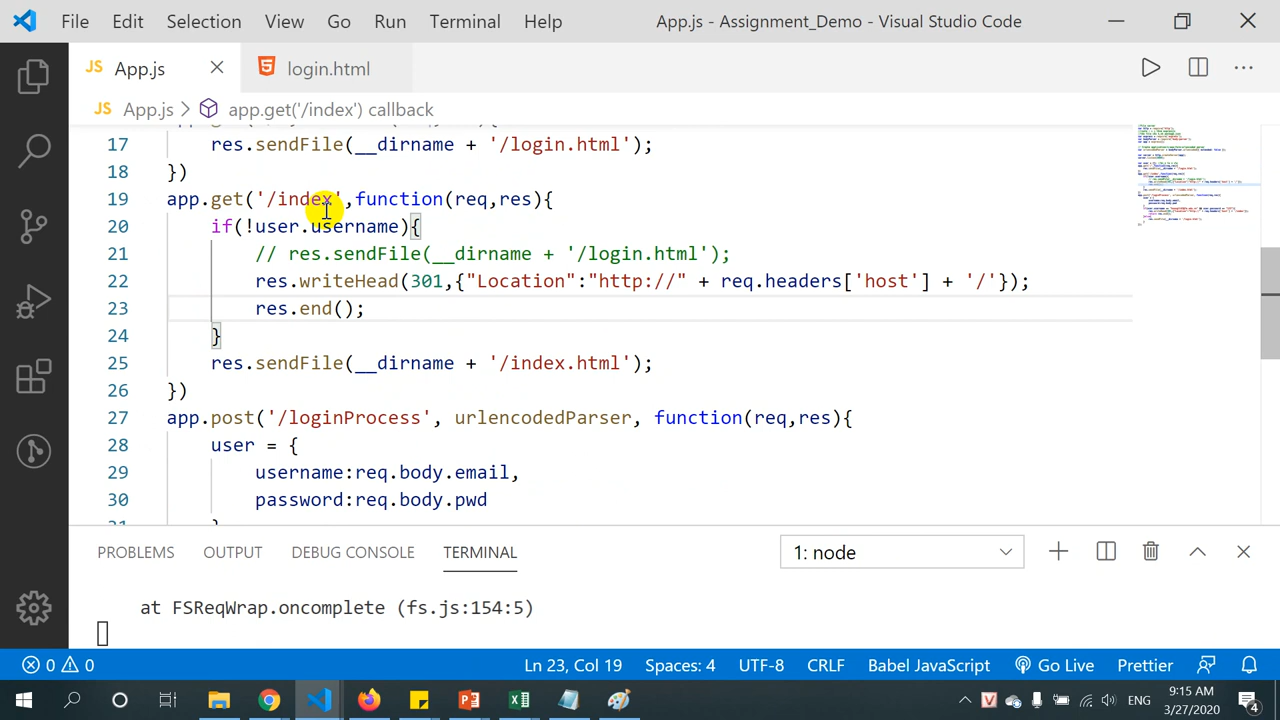 File Edit Selection View Go Run Terminal Help App.js - Assignment_Demo - Visual Studio Code
JS App.js login.html
JS App.js > app.get('/index') callback
17 res.sendFile(__dirname + '/login.html');
18 })
19 app.get('/index',function(req,res){
20 if(!user.username){
21 // res.sendFile(__dirname + '/login.html');
22 res.writeHead(301,{"Location":"http://" + req.headers['host'] + '/'});
23 res.end();
24 }
25 res.sendFile(__dirname + '/index.html');
26 })
27 app.post('/loginProcess', urlencodedParser, function(req,res){
28 user = {
29 username:req.body.email,
30 password:req.body.pwd
PROBLEMS OUTPUT DEBUG CONSOLE TERMINAL 1: node
at FSReqWrap.oncomplete (fs.js:154:5)
0 0 Ln 23, Col 19 Spaces: 4 UTF-8 CRLF Babel JavaScript Go Live Prettier
ENG 9:15 AM
3/27/2020 4